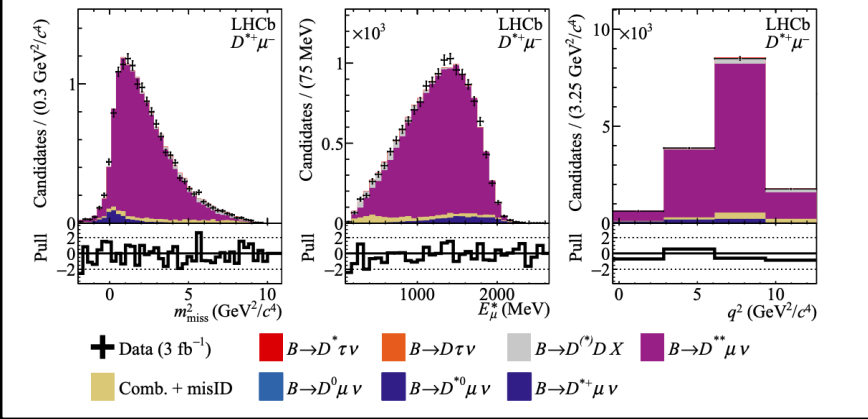 Candidates / (0.3 GeV²/c⁴)
LHCb
D*+μ−
1
0
Pull
2
0
−2
0 5 10
m²miss (GeV²/c⁴)
Candidates / (75 MeV)
×10³
LHCb
D*+μ−
1
0.5
0
2
0
−2
1000 2000
E*μ (MeV)
Candidates / (3.25 GeV²/c⁴)
×10³
LHCb
D*+μ−
10
5
0
Pull
2
0
−2
0 5 10
q² (GeV²/c⁴)
Pull
Data (3 fb⁻¹)
B→D*τν
B→Dτν
B→D(*)DX
B→D**μν
Comb. + misID
B→D⁰μν
B→D*⁰μν
B→D*+μν